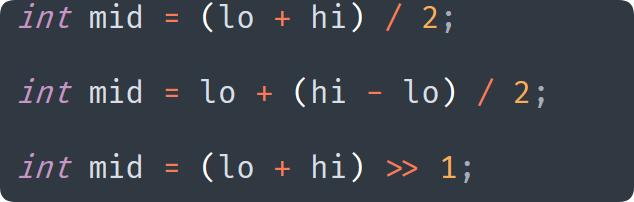 int mid = (lo + hi) / 2;
int mid = lo + (hi - lo) / 2;
int mid = (lo + hi) >> 1;